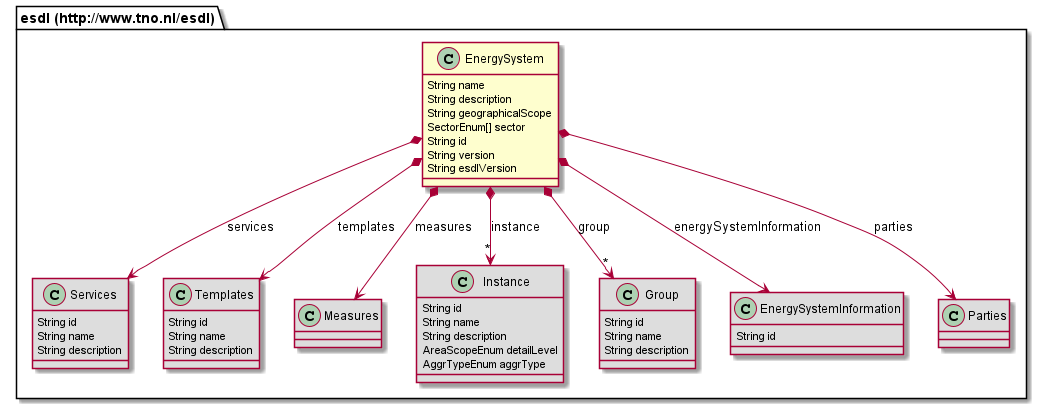 esdl (http://www.tno.nl/esdl)
C EnergySystem
String name
String description
String geographicalScope
SectorEnum[] sector
String id
String version
String esdlVersion
services
templates
measures
instance
group
energySystemInformation
parties
*
*
C Services
String id
String name
String description
C Templates
String id
String name
String description
C Measures
C Instance
String id
String name
String description
AreaScopeEnum detailLevel
AggrTypeEnum aggrType
C Group
String id
String name
String description
C EnergySystemInformation
String id
C Parties